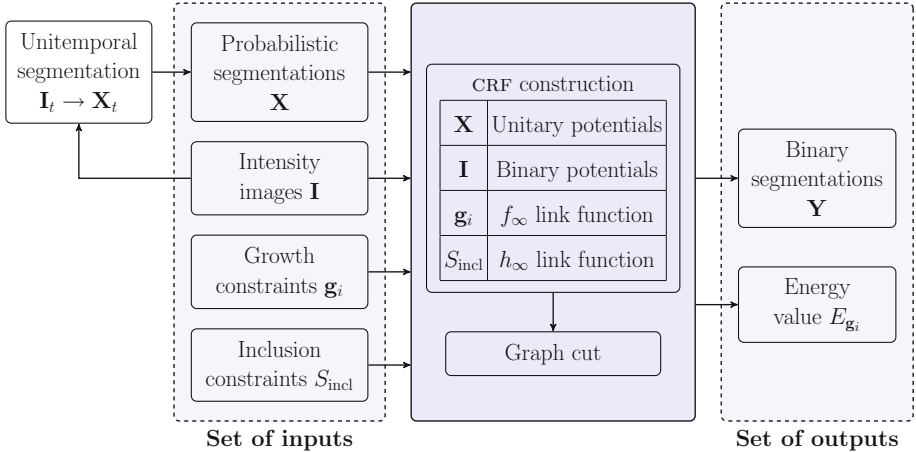 Unitemporal
segmentation
I_t → X_t
Probabilistic
segmentations
X
Intensity
images I
Growth
constraints g_i
Inclusion
constraints S_incl
Set of inputs
CRF construction
X Unitary potentials
I Binary potentials
g_i f_∞ link function
S_incl h_∞ link function
Graph cut
Binary
segmentations
Y
Energy
value E_g_i
Set of outputs